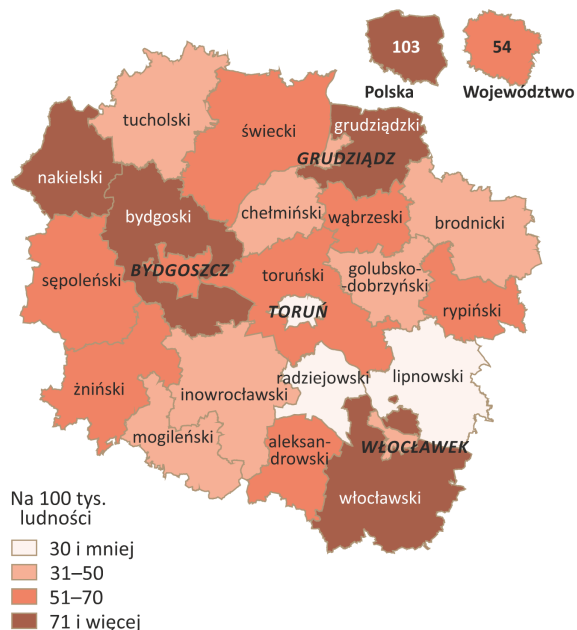 103
54
Polska
Województwo
tucholski
świecki
grudziądzki
GRUDZIĄDZ
nakielski
bydgoski
chełmiński
wąbrzeski
brodnicki
BYDGOSZCZ
sępoleński
toruński
golubsko-
-dobrzyński
rypiński
TORUŃ
żniński
inowrocławski
radziejowski
lipnowski
mogileński
aleksan-
drowski
WŁOCŁAWEK
włocławski
Na 100 tys.
ludności
30 i mniej
31–50
51–70
71 i więcej